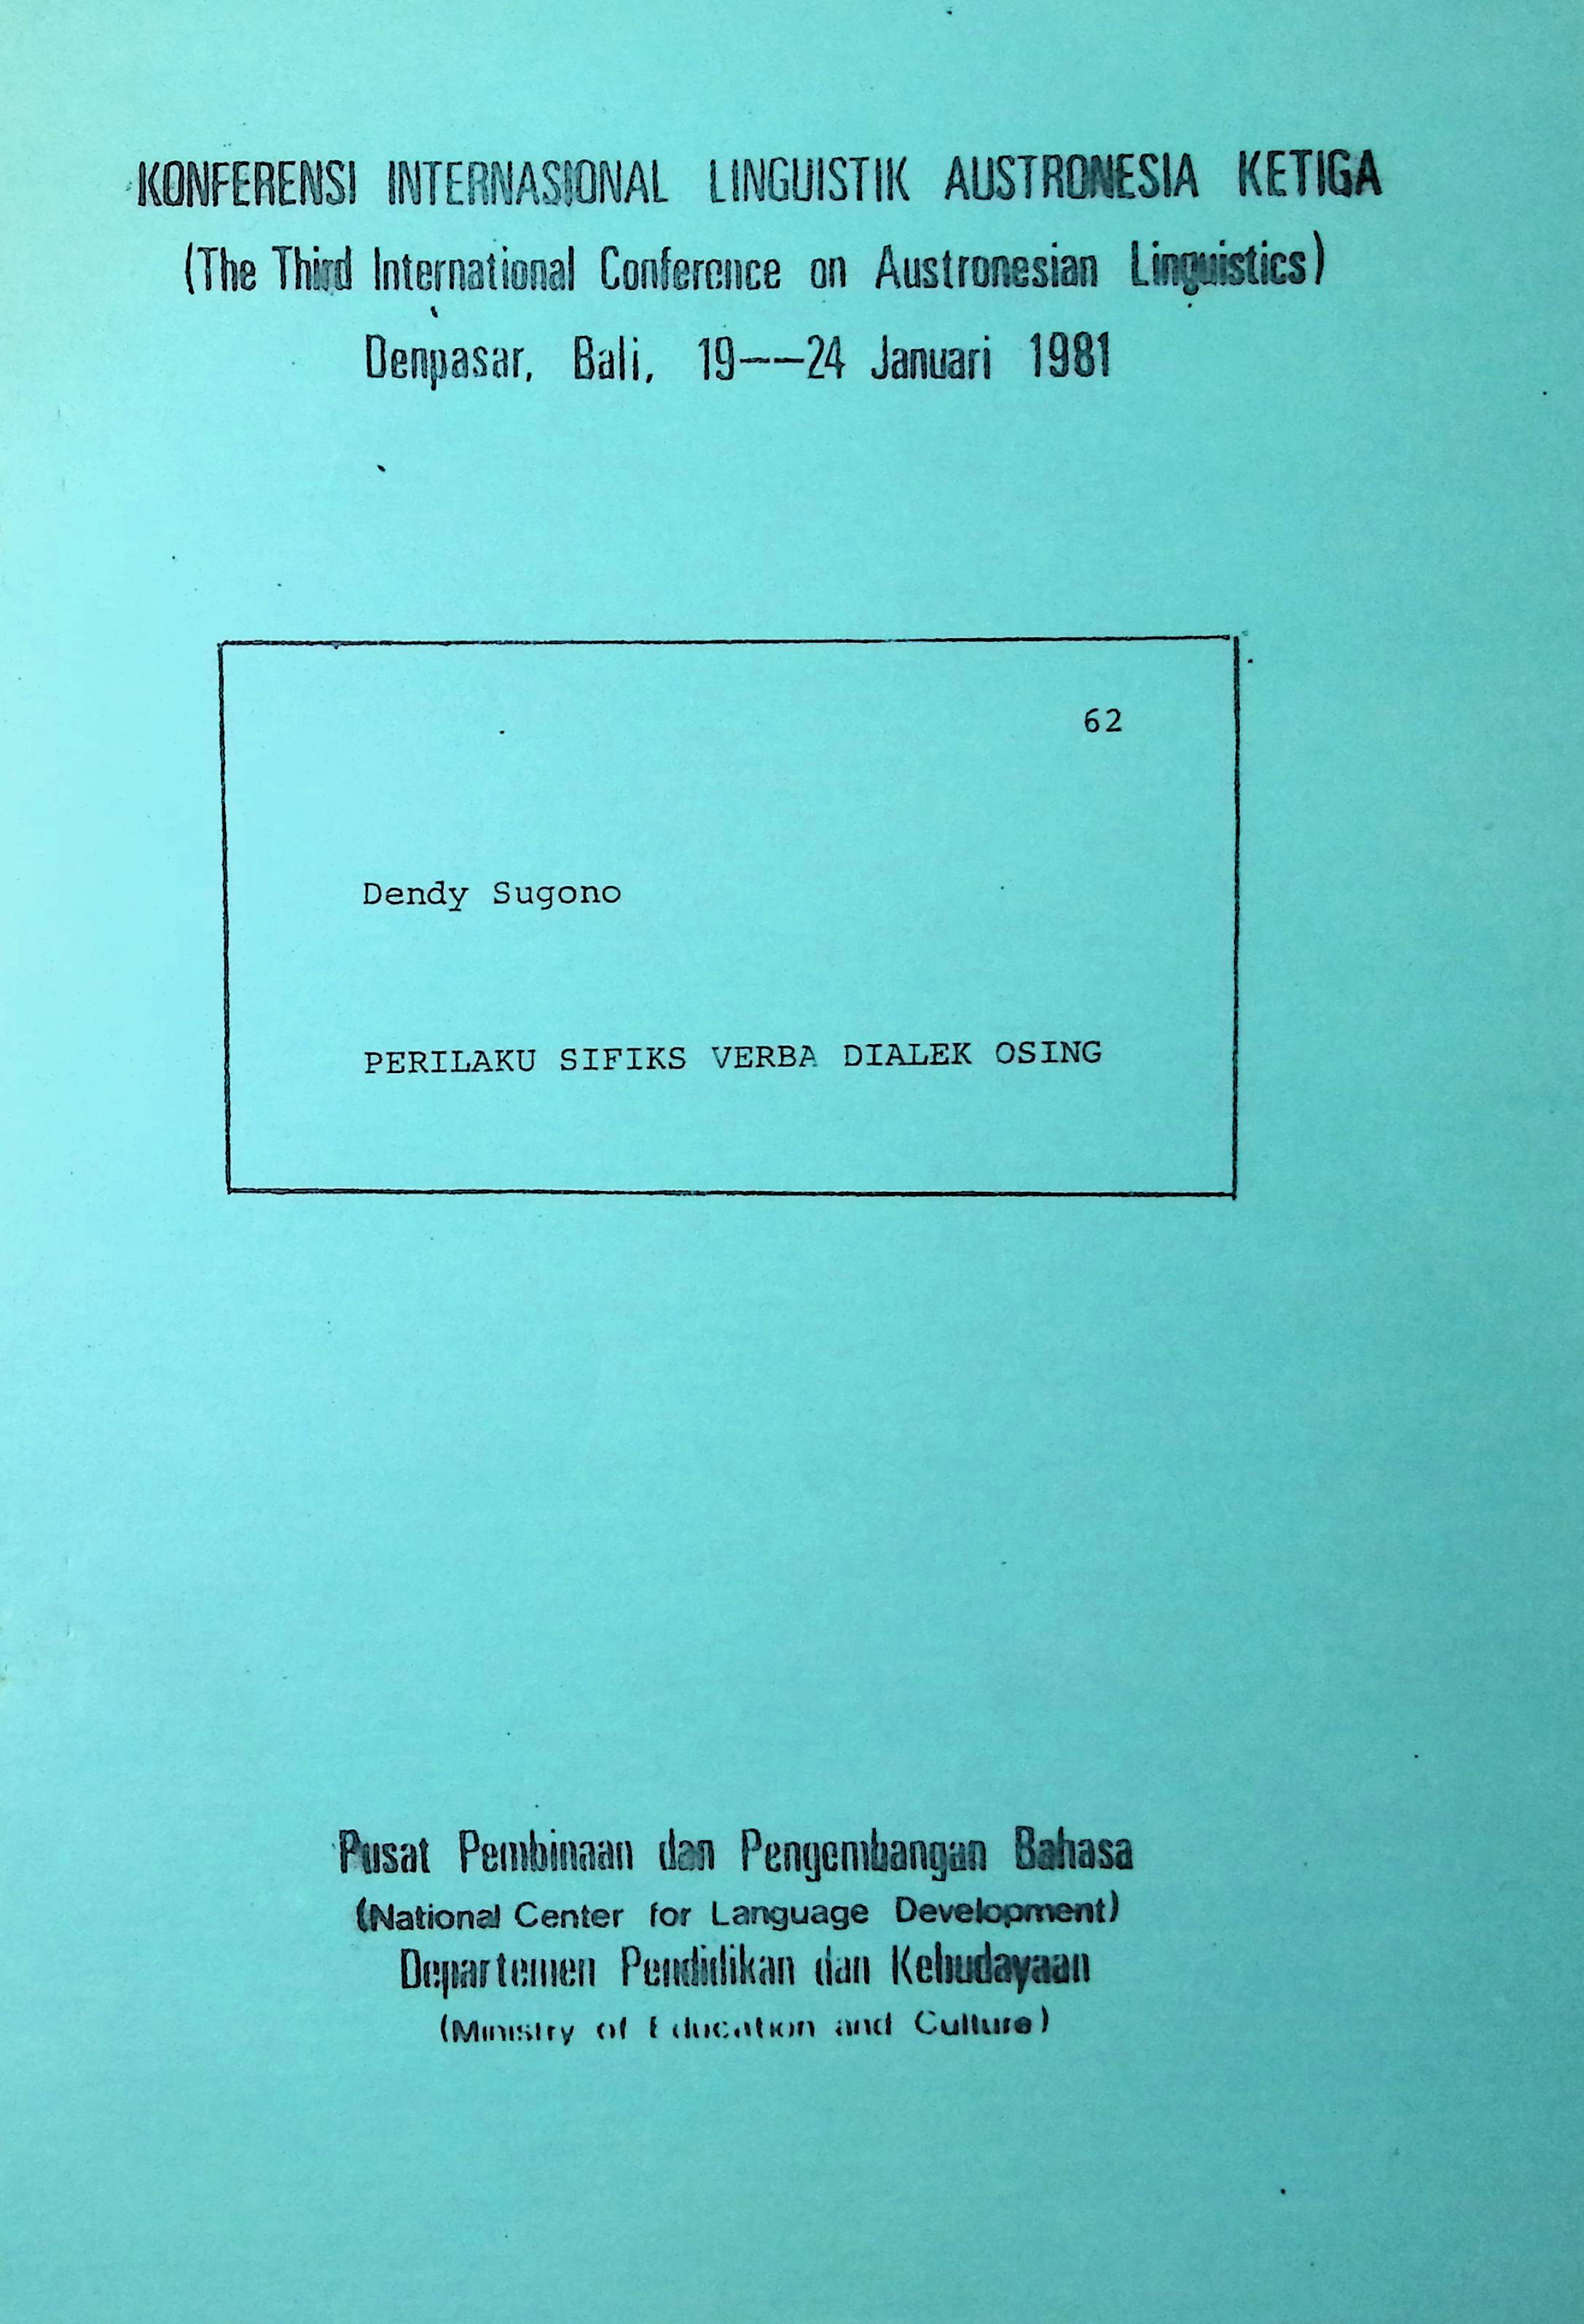 KONFERENSI INTERNASIONAL LINGUISTIK AUSTRONESIA KETIGA
(The Third International Conference on Austronesian Linguistics)
Denpasar, Bali, 19--24 Januari 1981
62
Dendy Sugono
PERILAKU SIFIKS VERBA DIALEK OSING
Pusat Pembinaan dan Pengembangan Bahasa
(National Center for Language Development)
Departemen Pendidikan dan Kebudayaan
(Ministry of Education and Culture)